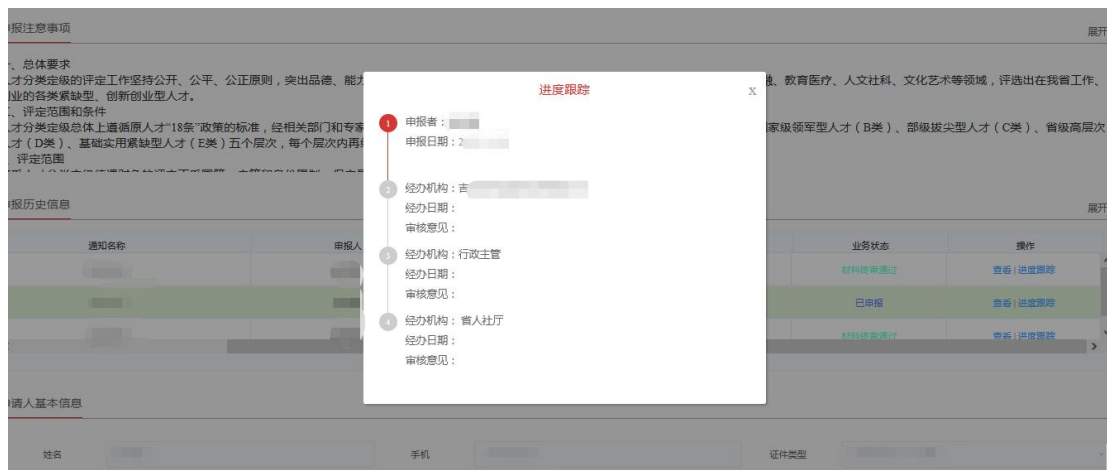 申报注意事项
展开
、总体要求
才分类定级的评定工作坚持公开、公平、公正原则，突出品德、能力
、教育医疗、人文社科、文化艺术等领域，评选出在我省工作、
业的各类紧缺型、创新创业型人才。
、评定范围和条件
才分类定级总体上遵循原人才“18条”政策的标准，经相关部门和专家
家级领军型人才（B类）、部级拔尖型人才（C类）、省级高层次
才（D类）、基础实用紧缺型人才（E类）五个层次，每个层次内再
评定范围
进度跟踪
X
1
申报者：
申报日期：2
2
经办机构：吉
经办日期：
审核意见：
3
经办机构：行政主管
经办日期：
审核意见：
4
经办机构：省人社厅
经办日期：
审核意见：
申报历史信息
展开
通知名称
申报人
业务状态
操作
材料终审通过
查看 | 进度跟踪
已申报
查看 | 进度跟踪
材料终审通过
查看 | 进度跟踪
申请人基本信息
姓名
手机
证件类型